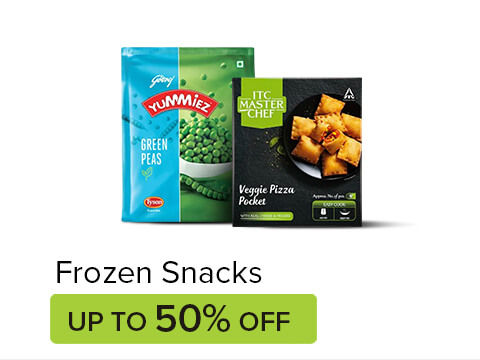 Godrej
YUMMIEZ
GREEN
PEAS
Tyson
ITC
MASTER
CHEF
Veggie Pizza
Pocket
EASY COOK
Frozen Snacks
UP TO 50% OFF